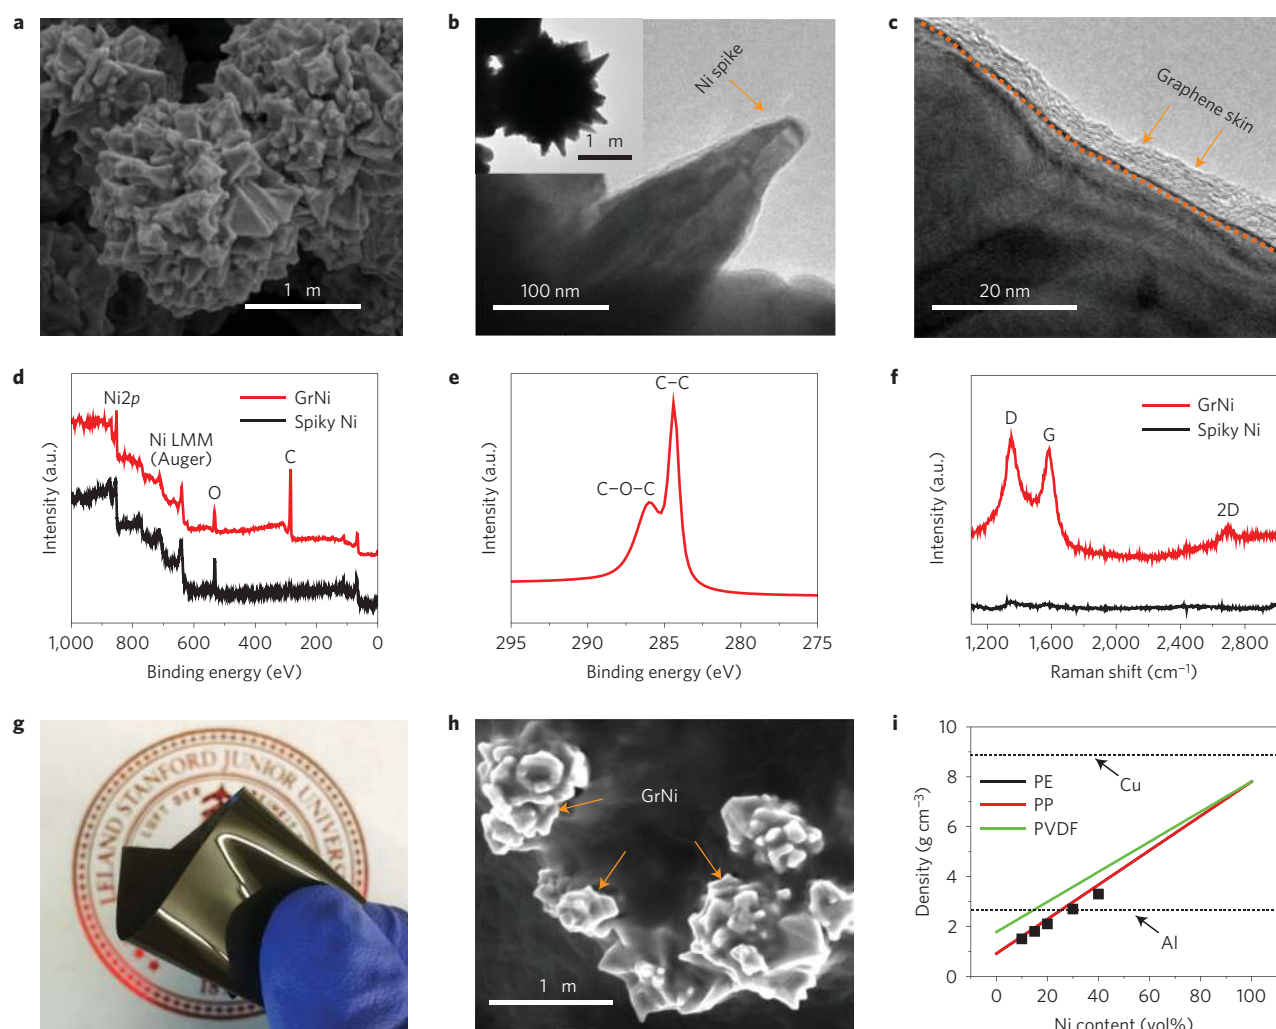 a
b
c
Ni spike
Graphene skin
1 m
1 m
100 nm
20 nm
d
e
f
Ni2p
GrNi
Spiky Ni
Ni LMM
(Auger)
C
O
Intensity (a.u.)
1,000 800 600 400 200 0
Binding energy (eV)
C–C
C–O–C
Intensity (a.u.)
295 290 285 280 275
Binding energy (eV)
GrNi
Spiky Ni
D
G
2D
Intensity (a.u.)
1,200 1,600 2,000 2,400 2,800
Raman shift (cm⁻¹)
g
h
i
LELAND STANFORD JUNIOR UNIVER
LUFT DER
GrNi
1 m
10
8
6
4
2
0
Density (g cm⁻³)
PE
PP
PVDF
Cu
Al
0 20 40 60 80 100
Ni content (vol%)